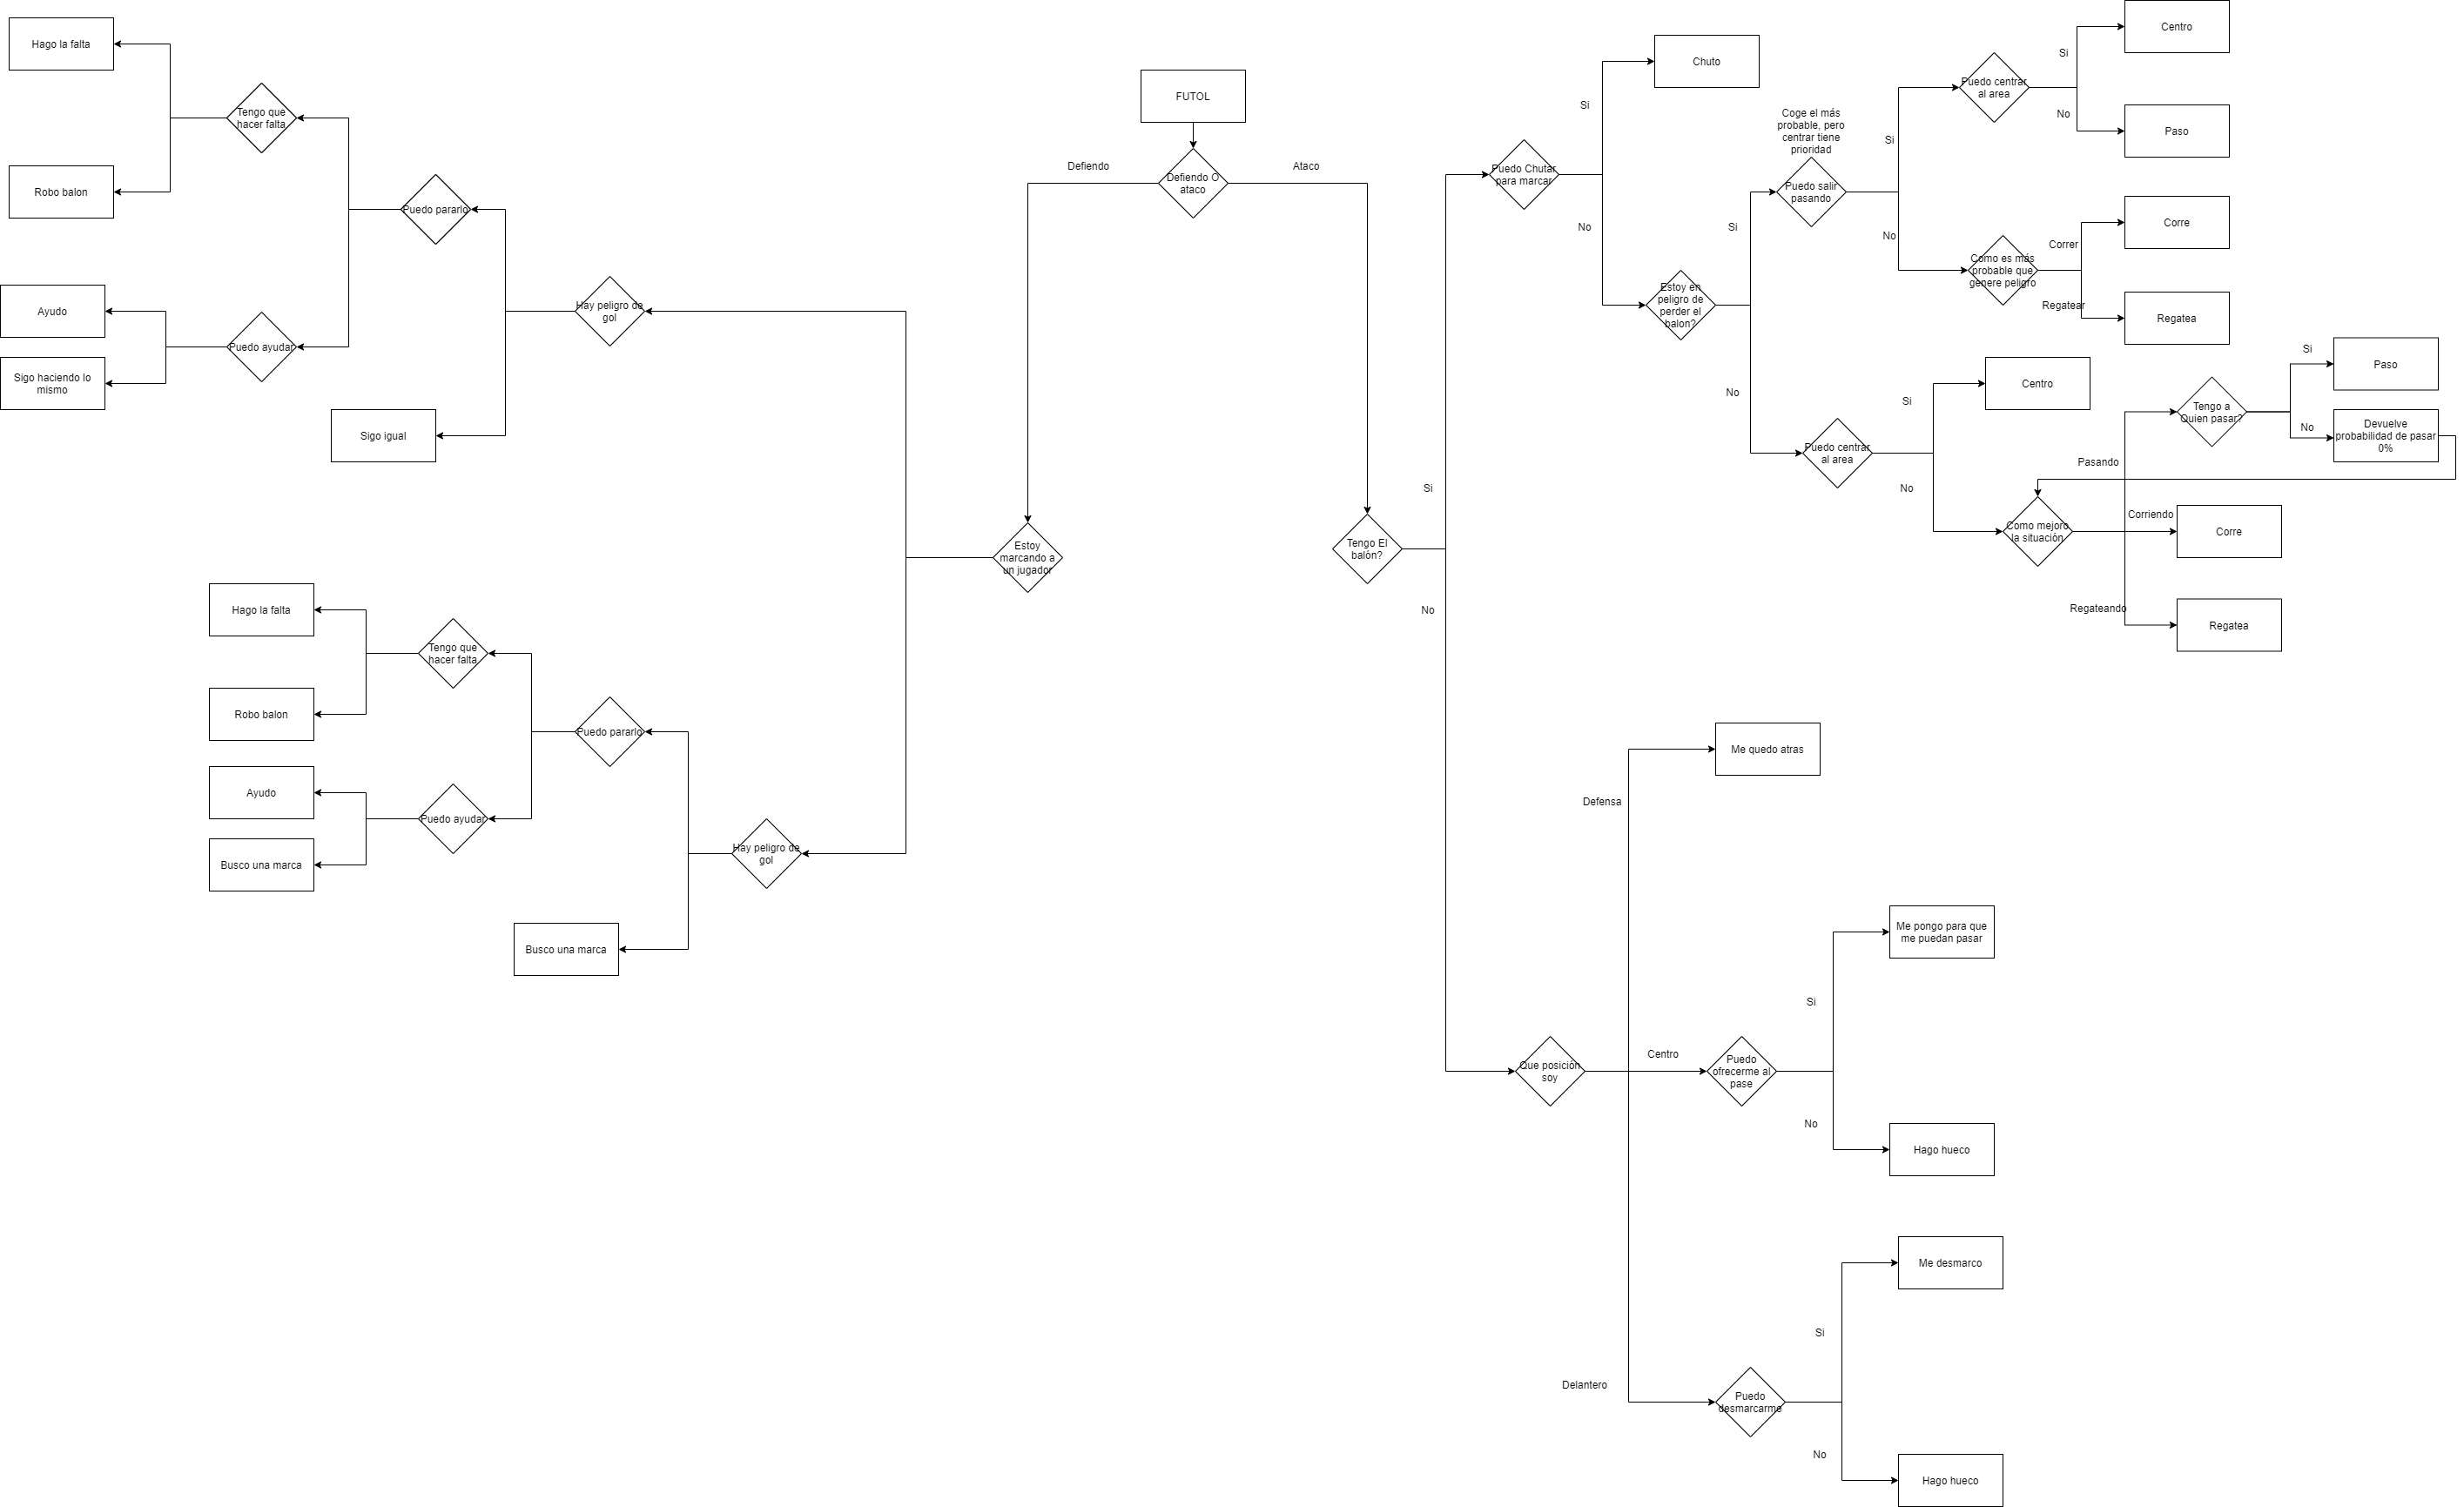 FUTOL
Defiendo O
ataco
Defiendo
Ataco
Hago la falta
Tengo que
hacer falta
Robo balon
Puedo pararlo
Ayudo
Puedo ayudar
Sigo haciendo lo
mismo
Hay peligro de
gol
Sigo igual
Estoy
marcando a
un jugador
Hago la falta
Tengo que
hacer falta
Robo balon
Puedo pararlo
Ayudo
Puedo ayudar
Busco una marca
Hay peligro de
gol
Busco una marca
Tengo El
balón?
Si
No
Puedo Chutar
para marcar
Si
No
Chuto
Estoy en
peligro de
perder el
balon?
Si
No
Coge el más
probable, pero
centrar tiene
prioridad
Puedo salir
pasando
Si
No
Puedo centrar
al area
Si
No
Centro
Paso
Como es más
probable que
genere peligro
Correr
Regatear
Corre
Regatea
Puedo centrar
al area
Si
No
Centro
Como mejoro
la situación
Pasando
Corriendo
Regateando
Tengo a
Quien pasar?
Si
No
Paso
Devuelve
probabilidad de pasar
0%
Corre
Regatea
Que posición
soy
Defensa
Centro
Delantero
Me quedo atras
Puedo
ofrecerme al
pase
Si
No
Me pongo para que
me puedan pasar
Hago hueco
Puedo
desmarcarme
Si
No
Me desmarco
Hago hueco